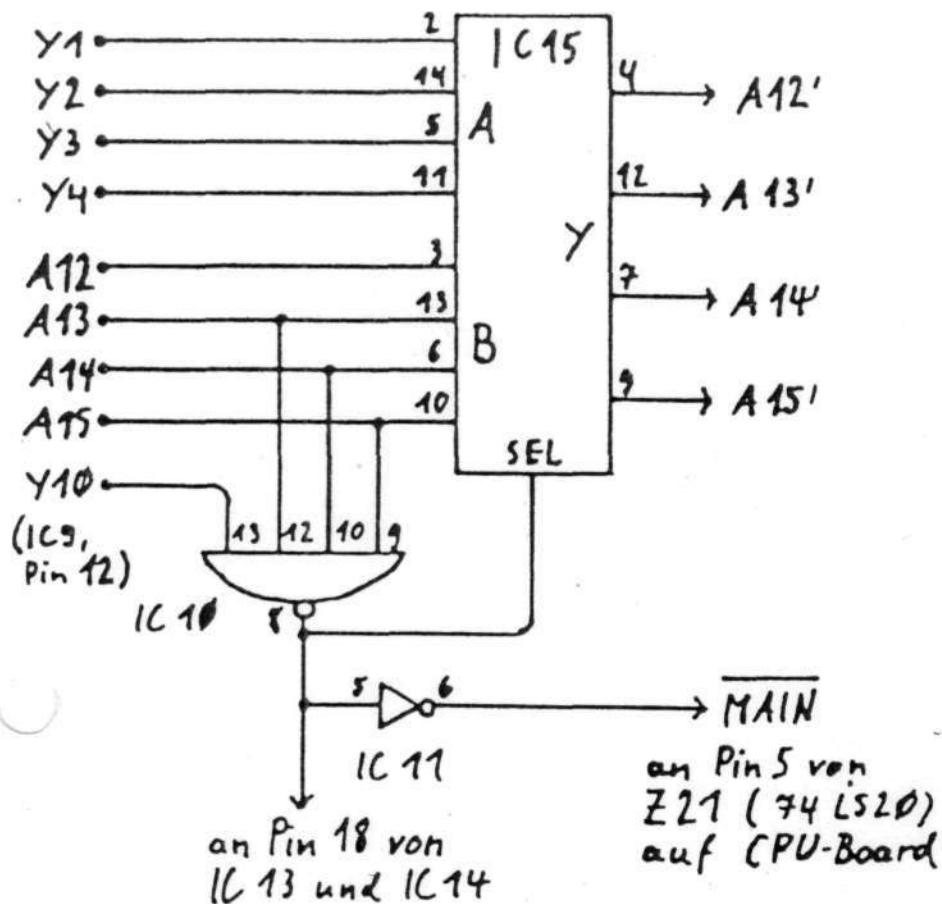 Y1
2
IC15
Y2
14
4
A12'
Y3
5
A
Y4
11
12
A13'
Y
A12
3
7
A14'
A13
13
B
A14
6
9
A15'
A15
10
SEL
Y10
(IC9,
Pin 12)
13
12
10
9
IC10
8
5
6
MAIN
IC11
an Pin 5 von
Z21 (74LS20)
auf CPU-Board
an Pin 18 von
IC13 und IC14